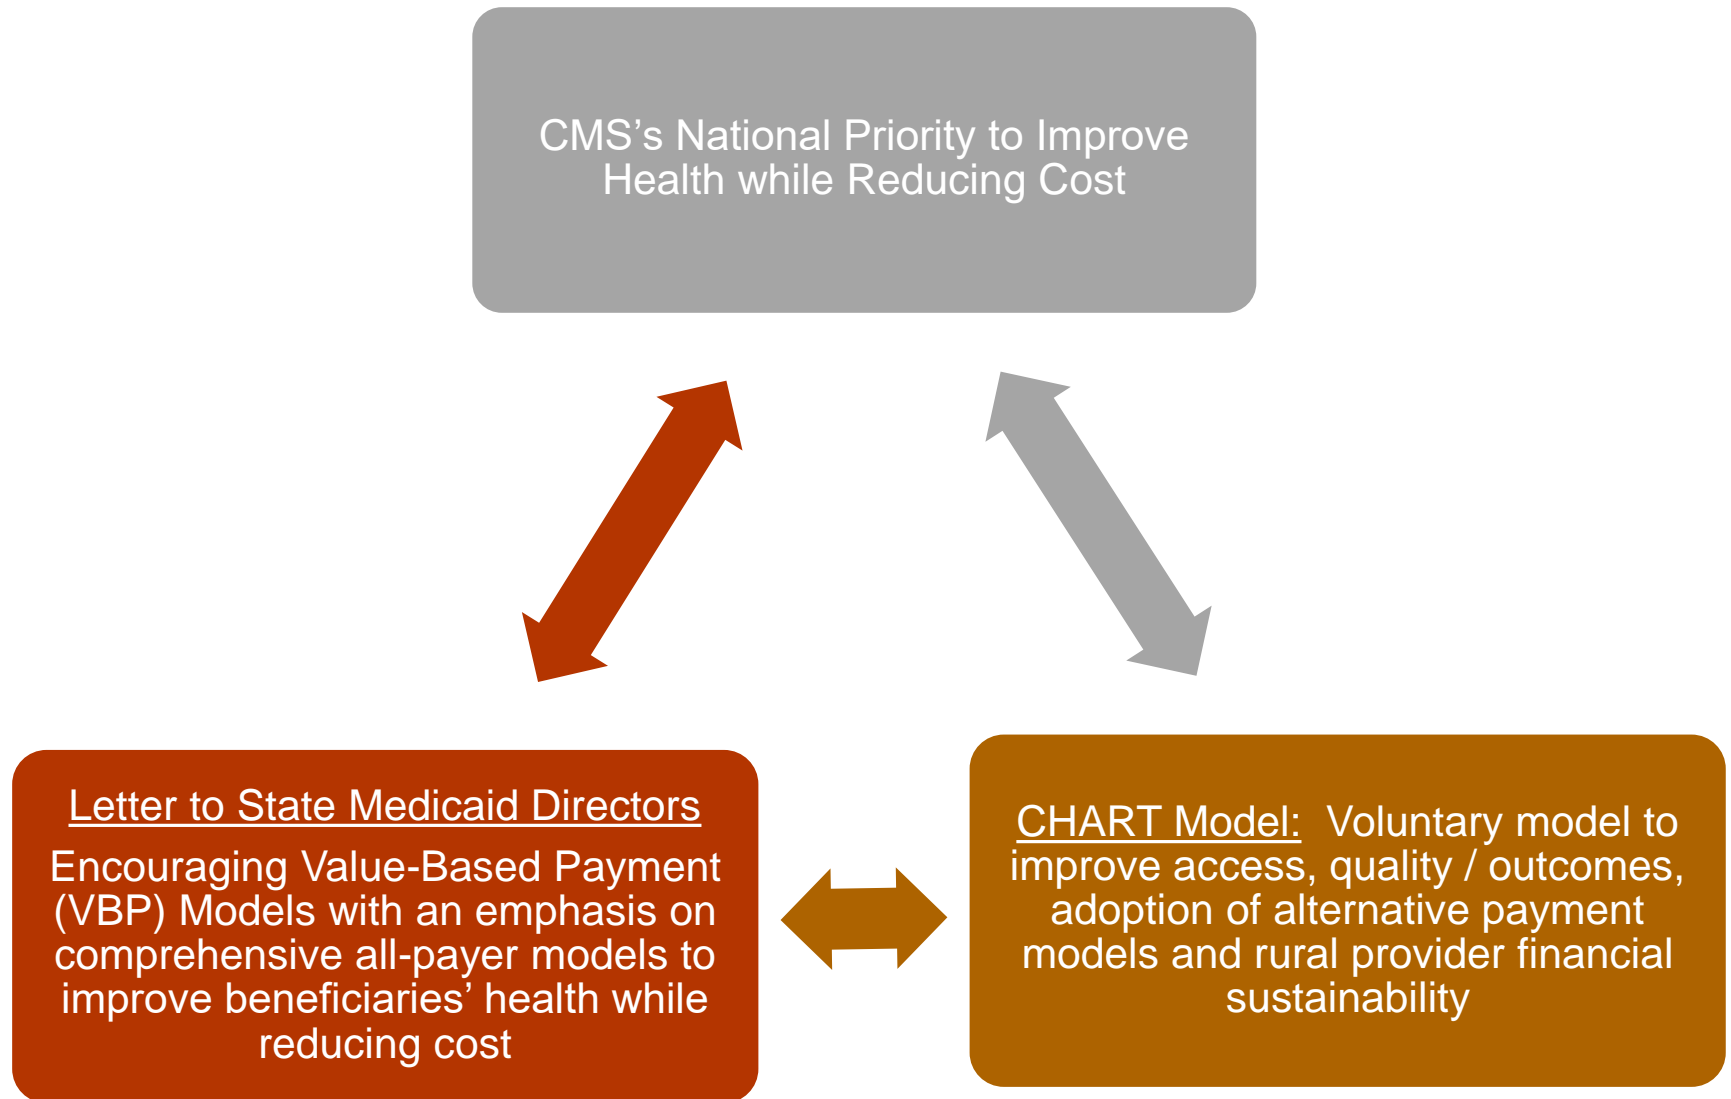 CMS’s National Priority to Improve
Health while Reducing Cost
Letter to State Medicaid Directors
Encouraging Value-Based Payment
(VBP) Models with an emphasis on
comprehensive all-payer models to
improve beneficiaries’ health while
reducing cost
CHART Model:  Voluntary model to
improve access, quality / outcomes,
adoption of alternative payment
models and rural provider financial
sustainability